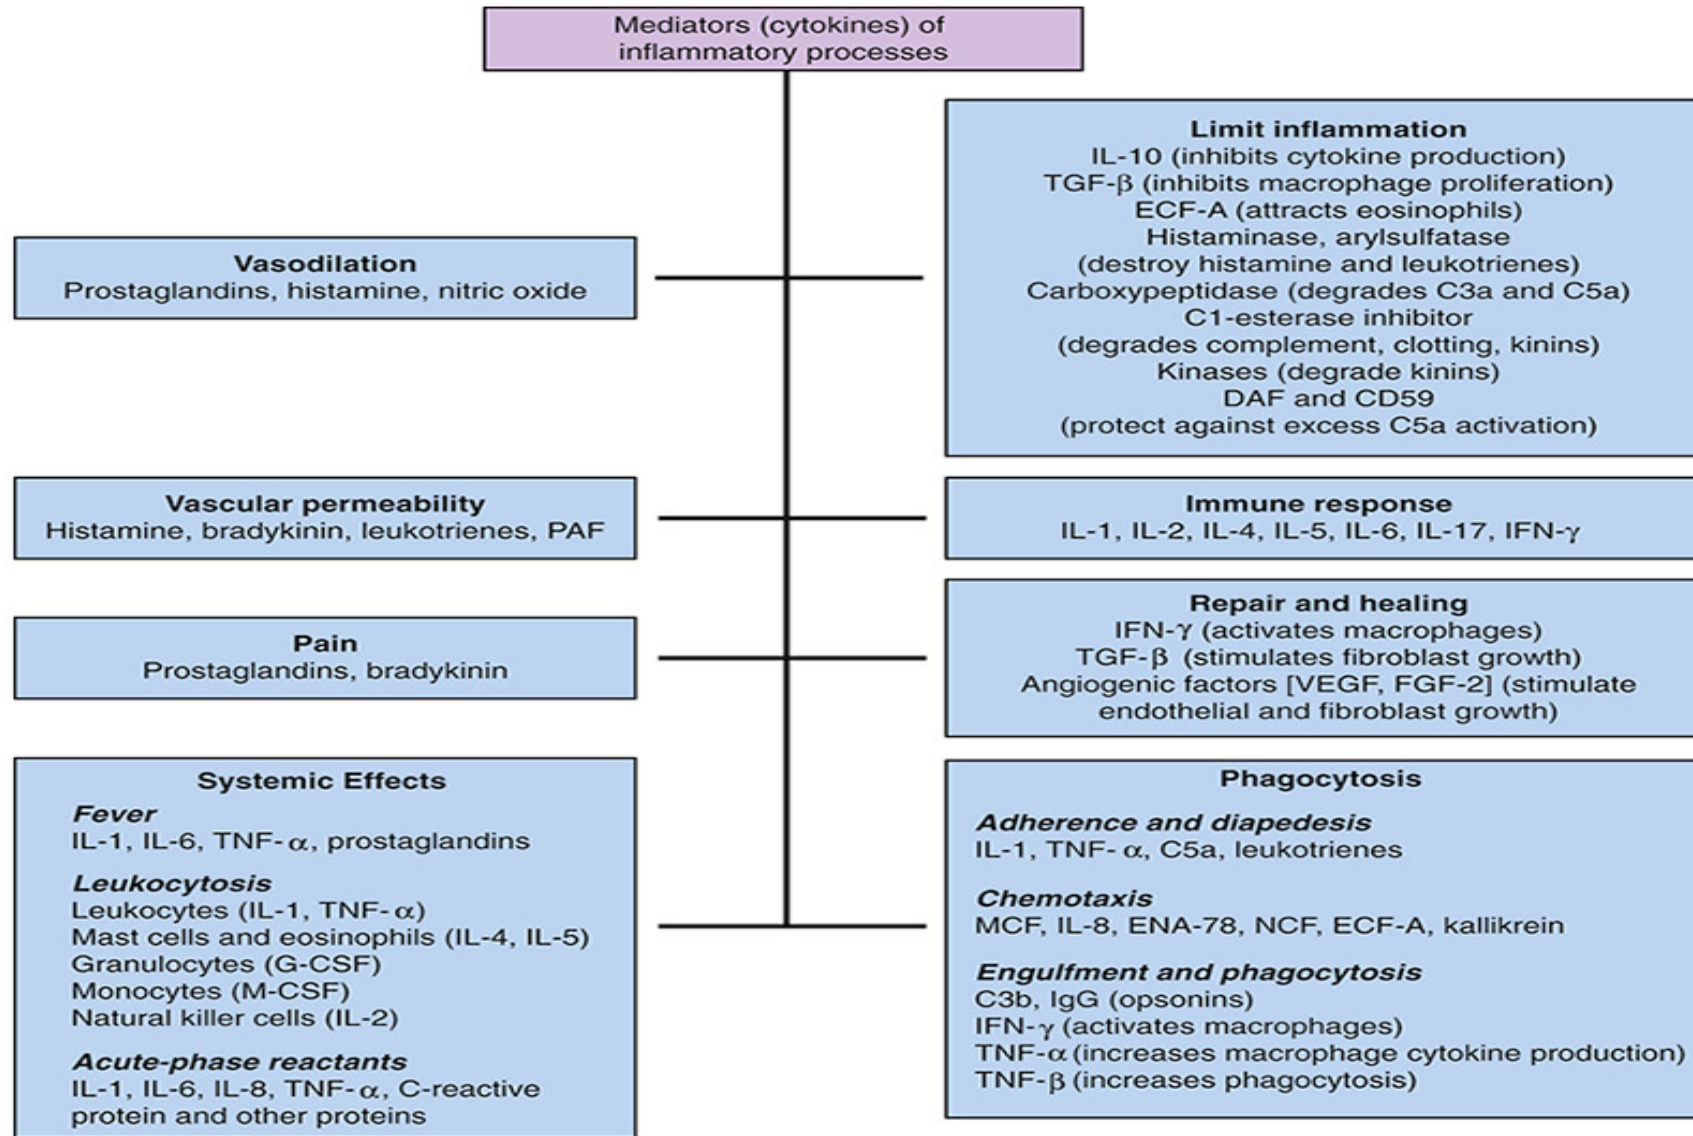 Mediators (cytokines) of
inflammatory processes
Vasodilation
Prostaglandins, histamine, nitric oxide
Vascular permeability
Histamine, bradykinin, leukotrienes, PAF
Pain
Prostaglandins, bradykinin
Systemic Effects
Fever
IL-1, IL-6, TNF-α, prostaglandins
Leukocytosis
Leukocytes (IL-1, TNF-α)
Mast cells and eosinophils (IL-4, IL-5)
Granulocytes (G-CSF)
Monocytes (M-CSF)
Natural killer cells (IL-2)
Acute-phase reactants
IL-1, IL-6, IL-8, TNF-α, C-reactive
protein and other proteins
Limit inflammation
IL-10 (inhibits cytokine production)
TGF-β (inhibits macrophage proliferation)
ECF-A (attracts eosinophils)
Histaminase, arylsulfatase
(destroy histamine and leukotrienes)
Carboxypeptidase (degrades C3a and C5a)
C1-esterase inhibitor
(degrades complement, clotting, kinins)
Kinases (degrade kinins)
DAF and CD59
(protect against excess C5a activation)
Immune response
IL-1, IL-2, IL-4, IL-5, IL-6, IL-17, IFN-γ
Repair and healing
IFN-γ (activates macrophages)
TGF-β (stimulates fibroblast growth)
Angiogenic factors [VEGF, FGF-2] (stimulate
endothelial and fibroblast growth)
Phagocytosis
Adherence and diapedesis
IL-1, TNF-α, C5a, leukotrienes
Chemotaxis
MCF, IL-8, ENA-78, NCF, ECF-A, kallikrein
Engulfment and phagocytosis
C3b, IgG (opsonins)
IFN-γ (activates macrophages)
TNF-α (increases macrophage cytokine production)
TNF-β (increases phagocytosis)